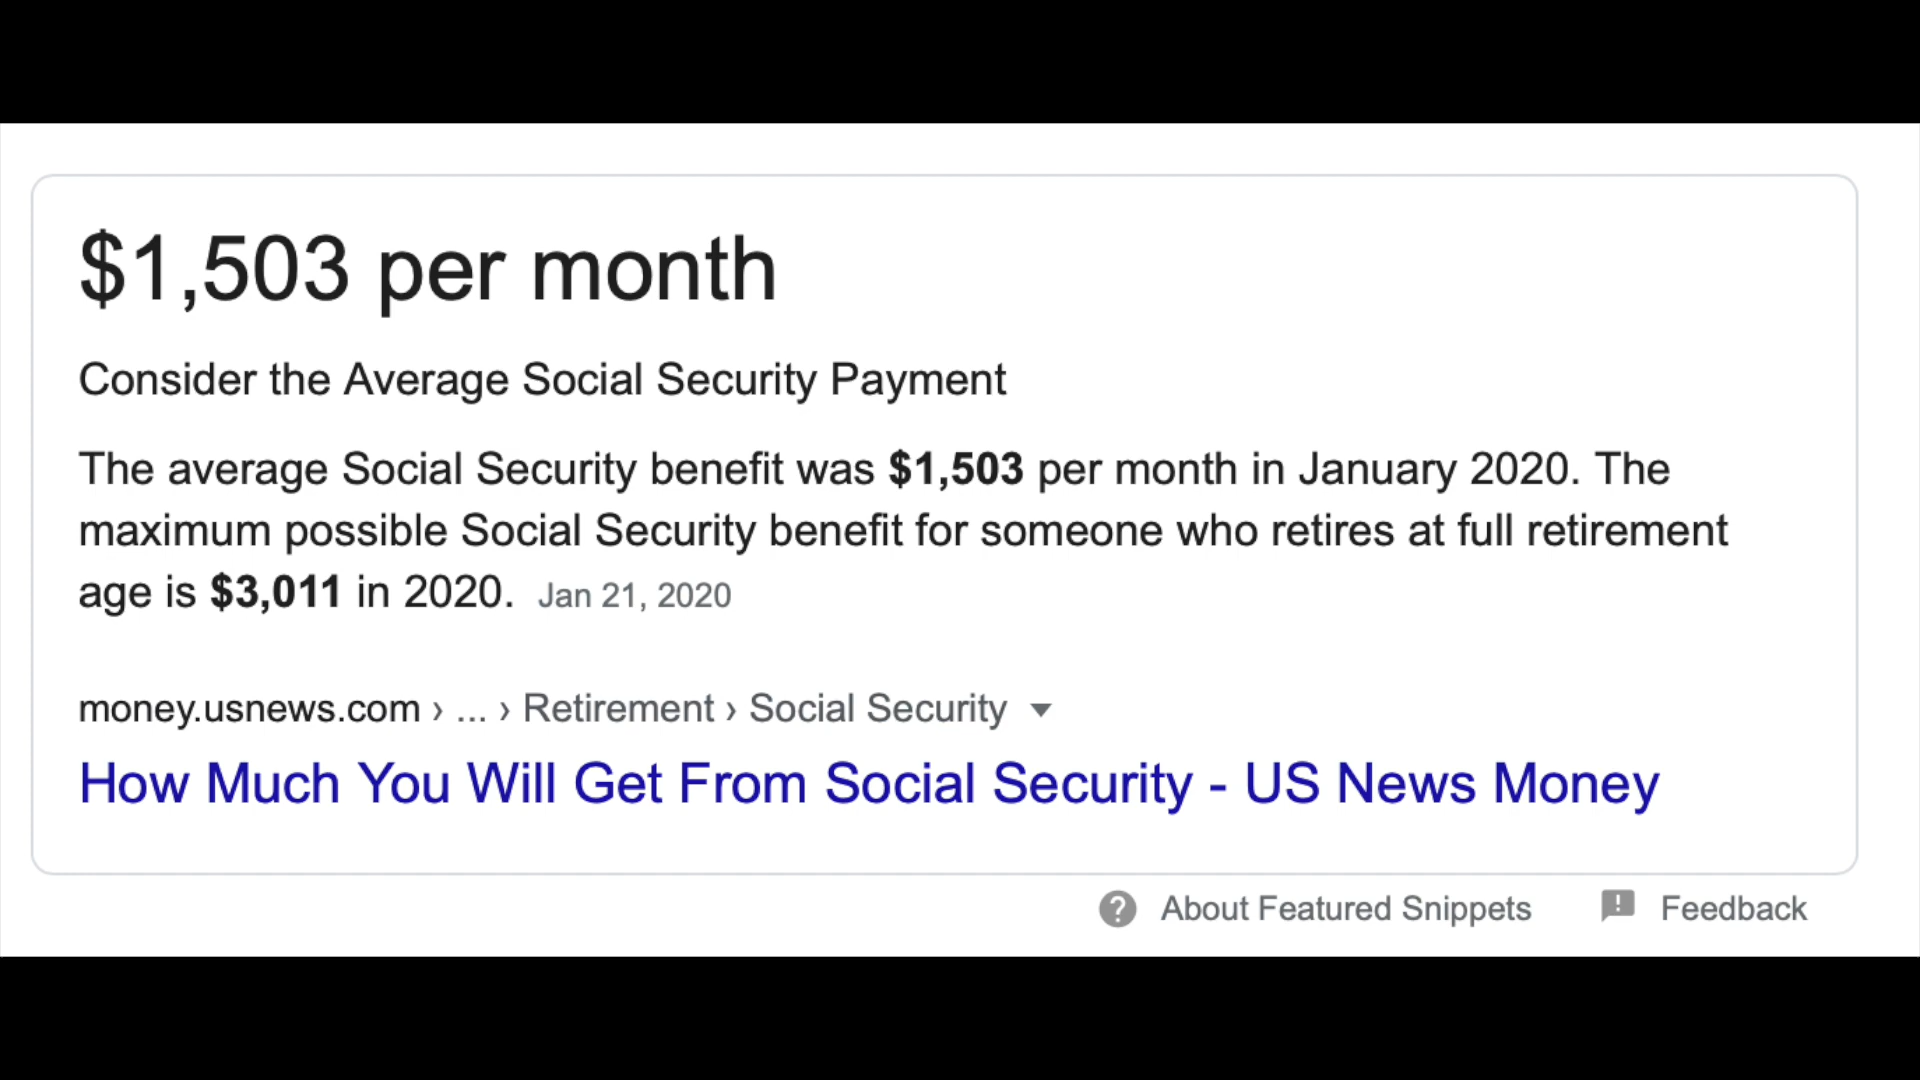 $1,503 per month
Consider the Average Social Security Payment
The average Social Security benefit was $1,503 per month in January 2020. The
maximum possible Social Security benefit for someone who retires at full retirement
age is $3,011 in 2020. Jan 21, 2020
money.usnews.com › ... › Retirement › Social Security
How Much You Will Get From Social Security - US News Money
About Featured Snippets Feedback